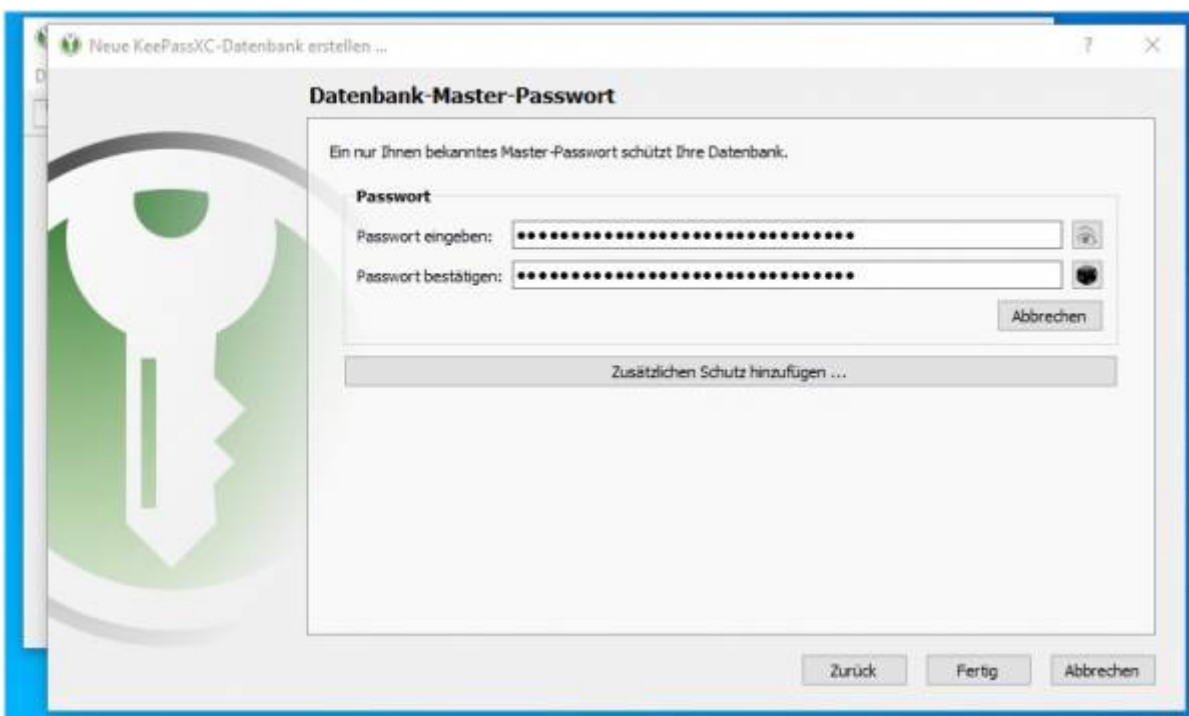 Neue KeePassXC-Datenbank erstellen ...
Datenbank-Master-Passwort
Ein nur Ihnen bekanntes Master-Passwort schützt Ihre Datenbank.
Passwort
Passwort eingeben: ••••••••••••••••••••••••••••••••
Passwort bestätigen: ••••••••••••••••••••••••••••••••
Abbrechen
Zusätzlichen Schutz hinzufügen ...
Zurück Fertig Abbrechen